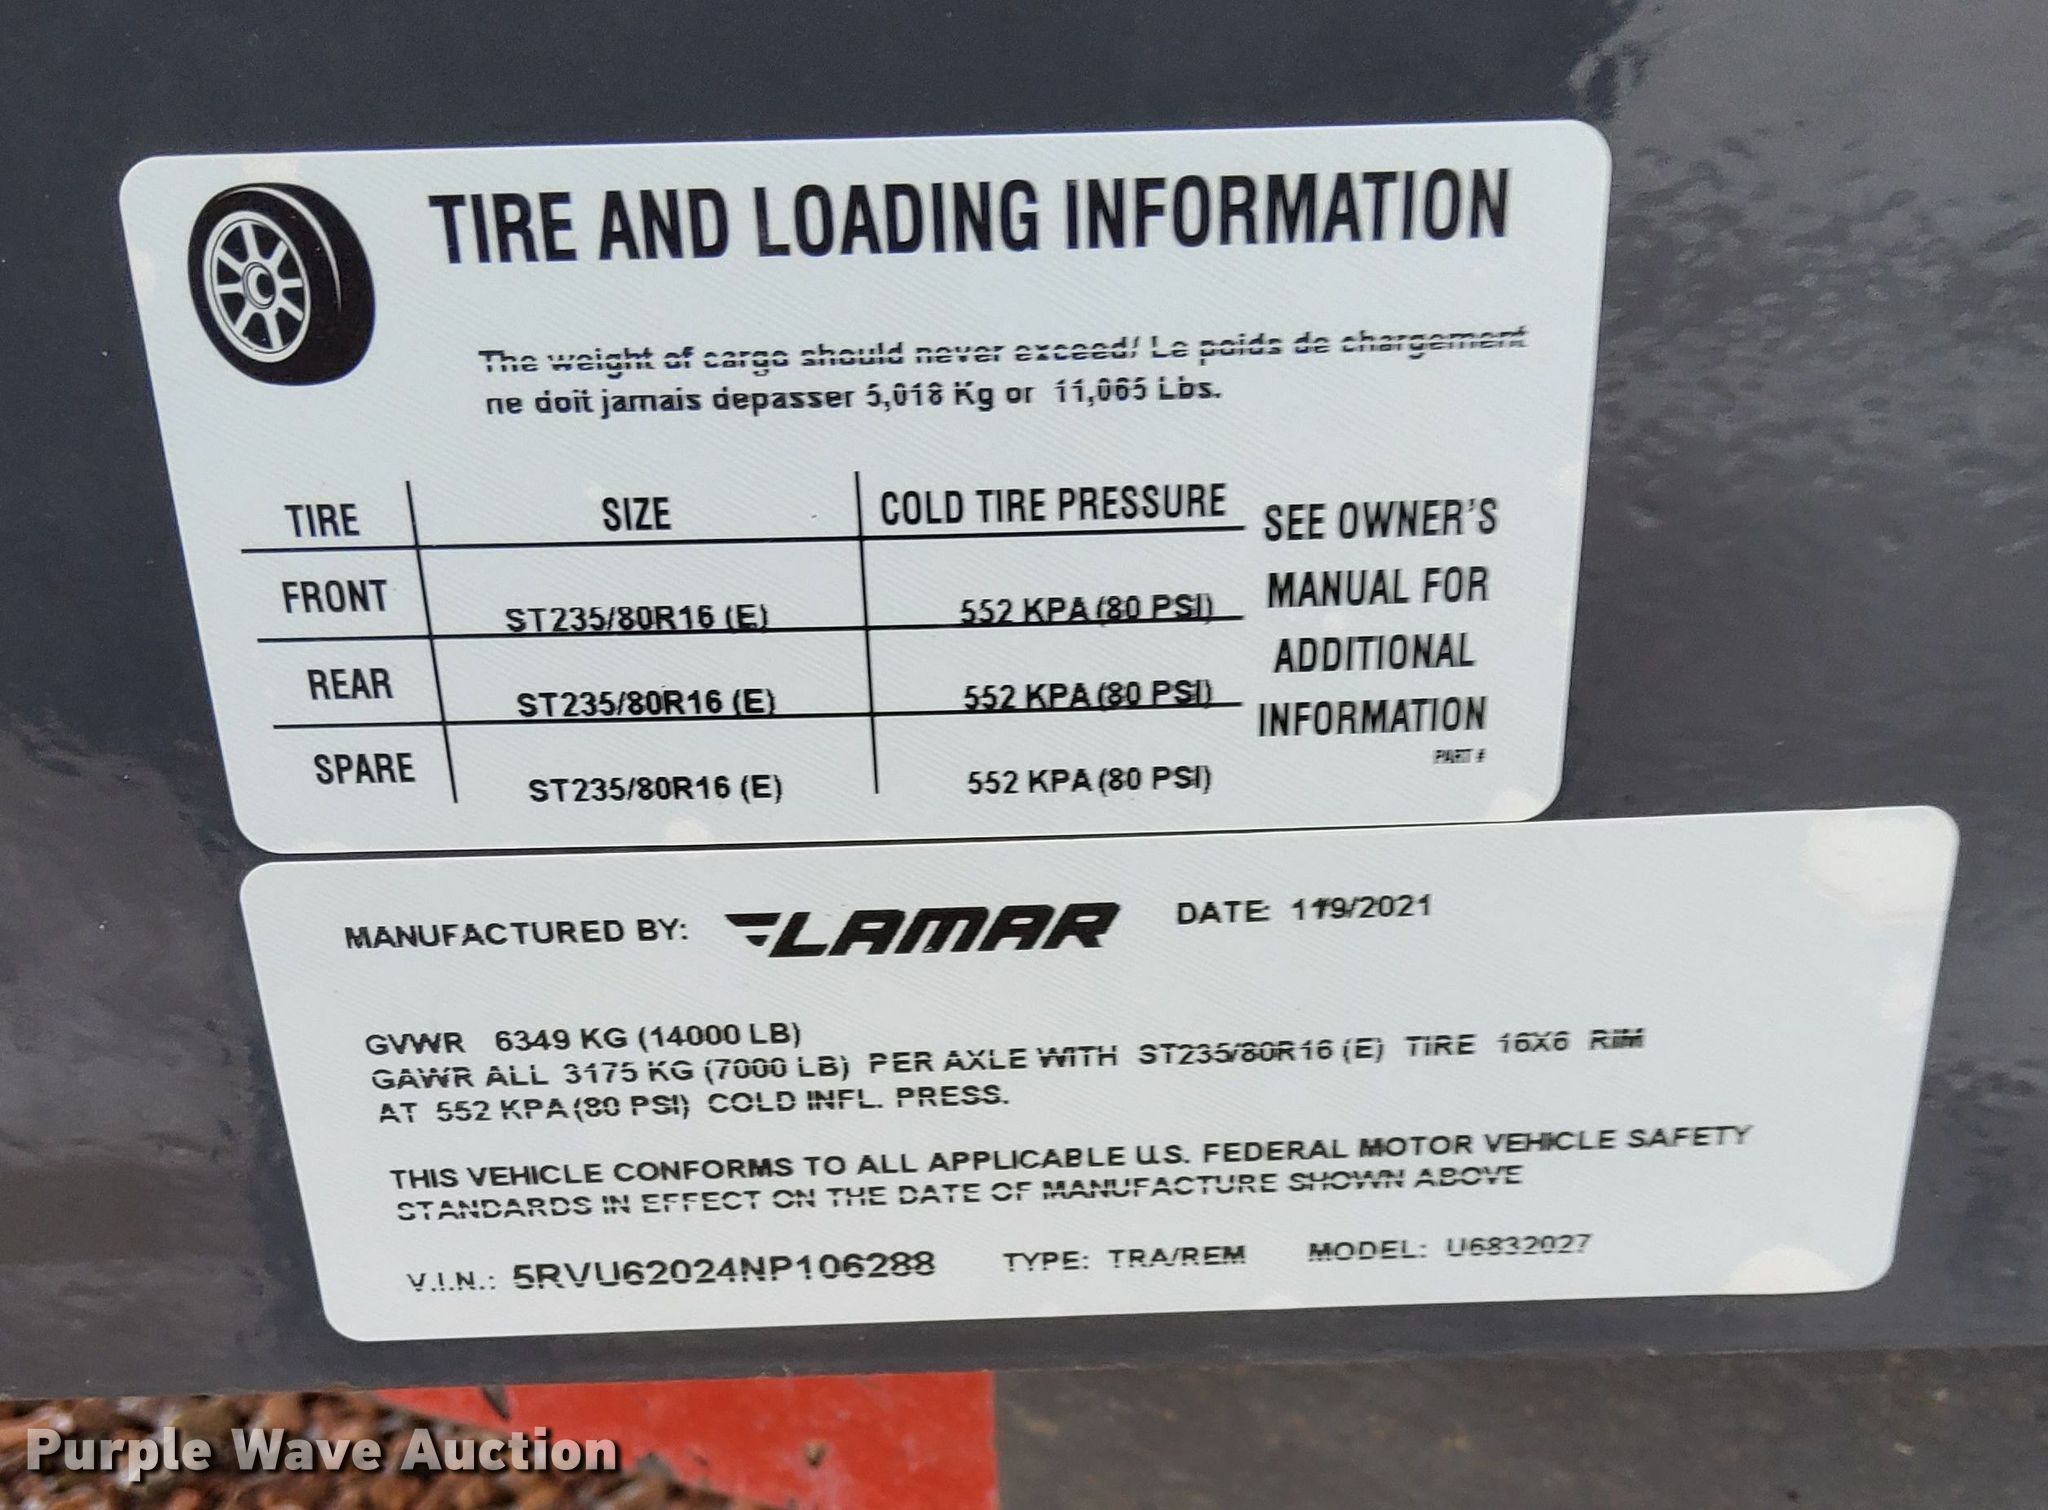 TIRE AND LOADING INFORMATION
The weight of cargo should never exceed/ Le poids de chargement
ne doit jamais depasser 5,018 Kg or 11,065 Lbs.
TIRE SIZE COLD TIRE PRESSURE
FRONT ST235/80R16 (E) 552 KPA (80 PSI)
REAR ST235/80R16 (E) 552 KPA (80 PSI)
SPARE ST235/80R16 (E) 552 KPA (80 PSI)
SEE OWNER'S
MANUAL FOR
ADDITIONAL
INFORMATION
PART #
MANUFACTURED BY: LAMAR DATE:
GVWR 6349 KG (14000 LB)
GAWR ALL 3175 KG (7000 LB) PER AXLE WITH ST235/80R16 (E) TIRE 16X6 RIM
AT 552 KPA (80 PSI) COLD INFL. PRESS.
THIS VEHICLE CONFORMS TO ALL APPLICABLE U.S. FEDERAL MOTOR VEHICLE SAFETY
STANDARDS IN EFFECT ON THE DATE OF MANUFACTURE SHOWN ABOVE
V.I.N.: 5RVU62024NP106288 TYPE: TRA/REM MODEL: U6832027
Purple Wave Auction